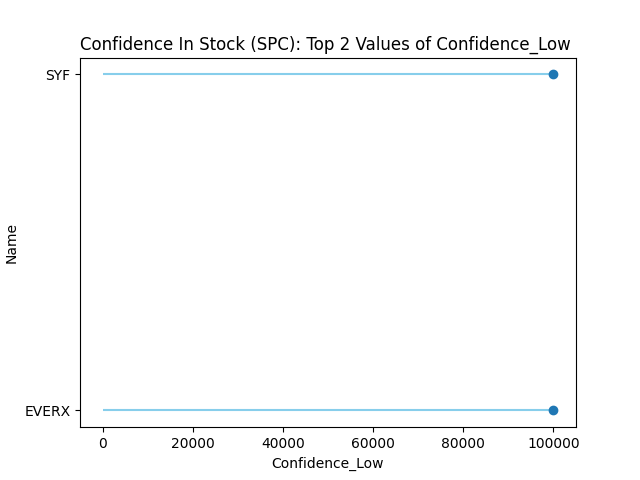 Confidence In Stock (SPC): Top 2 Values of Confidence_Low
SYF
Name
EVERX
0 20000 40000 60000 80000 100000
Confidence_Low